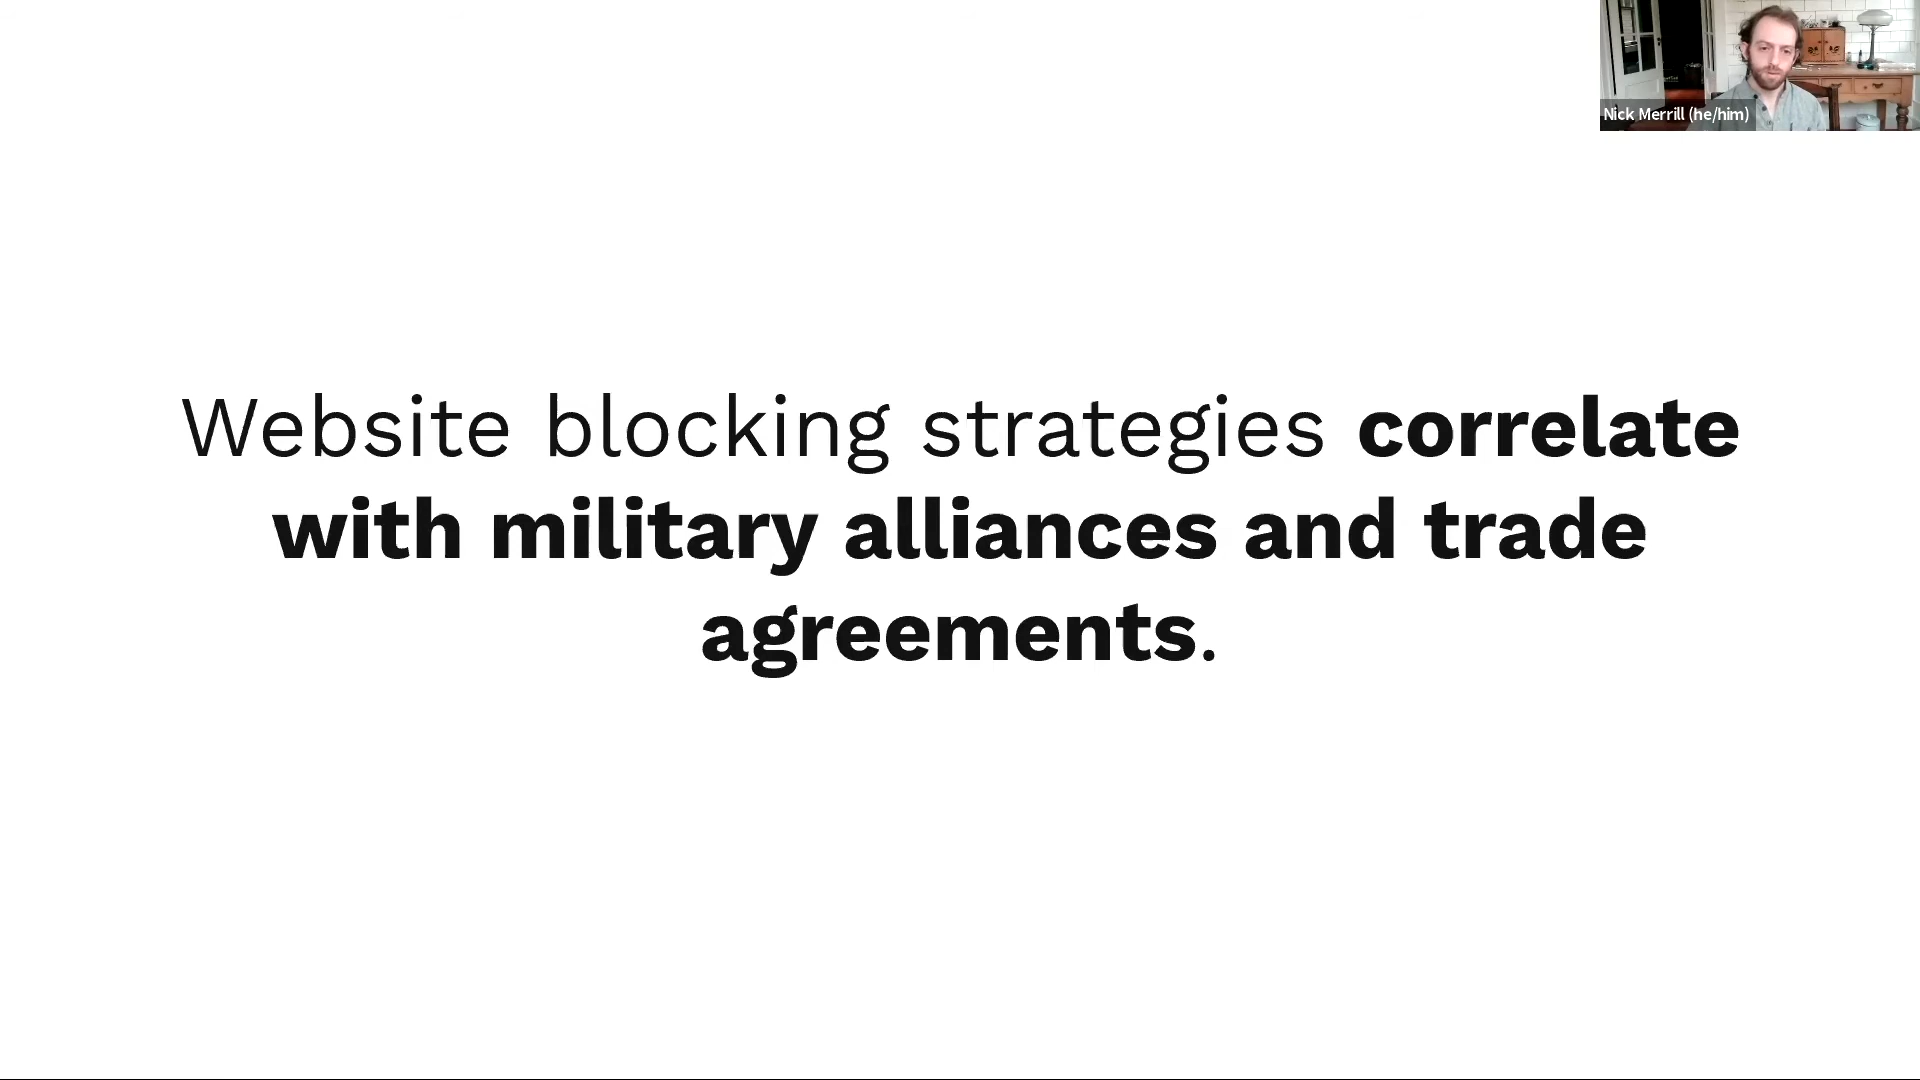 Nick Merrill (he/him)
Website blocking strategies correlate
with military alliances and trade
agreements.